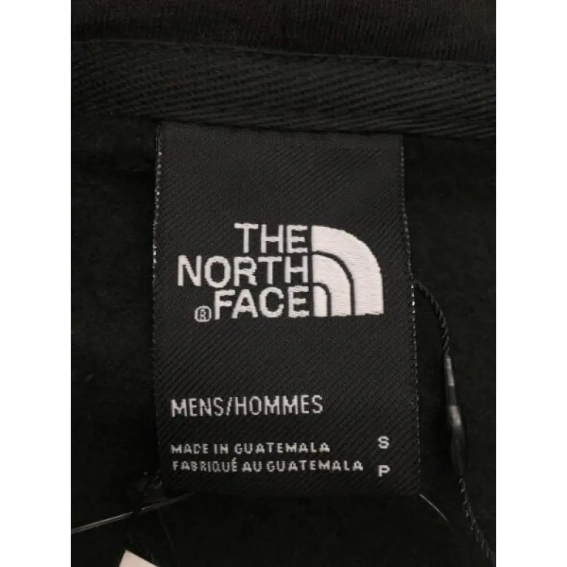 THE
NORTH
® FACE
MENS/HOMMES
MADE IN GUATEMALA S
FABRIQUÉ AU GUATEMALA P